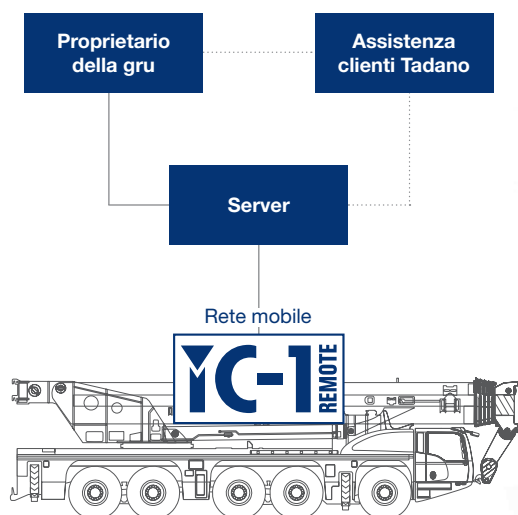 Proprietario
della gru
Assistenza
clienti Tadano
Server
Rete mobile
IC-1
REMOTE